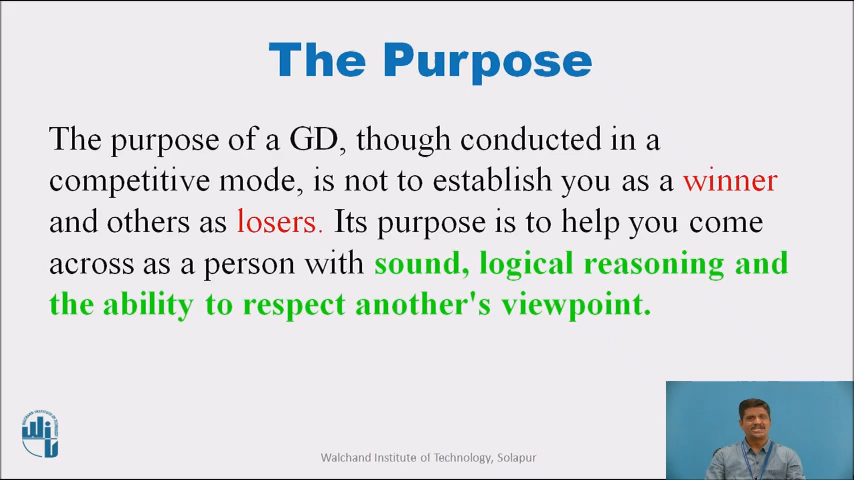 The Purpose
The purpose of a GD, though conducted in a
competitive mode, is not to establish you as a winner
and others as losers. Its purpose is to help you come
across as a person with sound, logical reasoning and
the ability to respect another's viewpoint.
Walchand Institute of Technology, Solapur